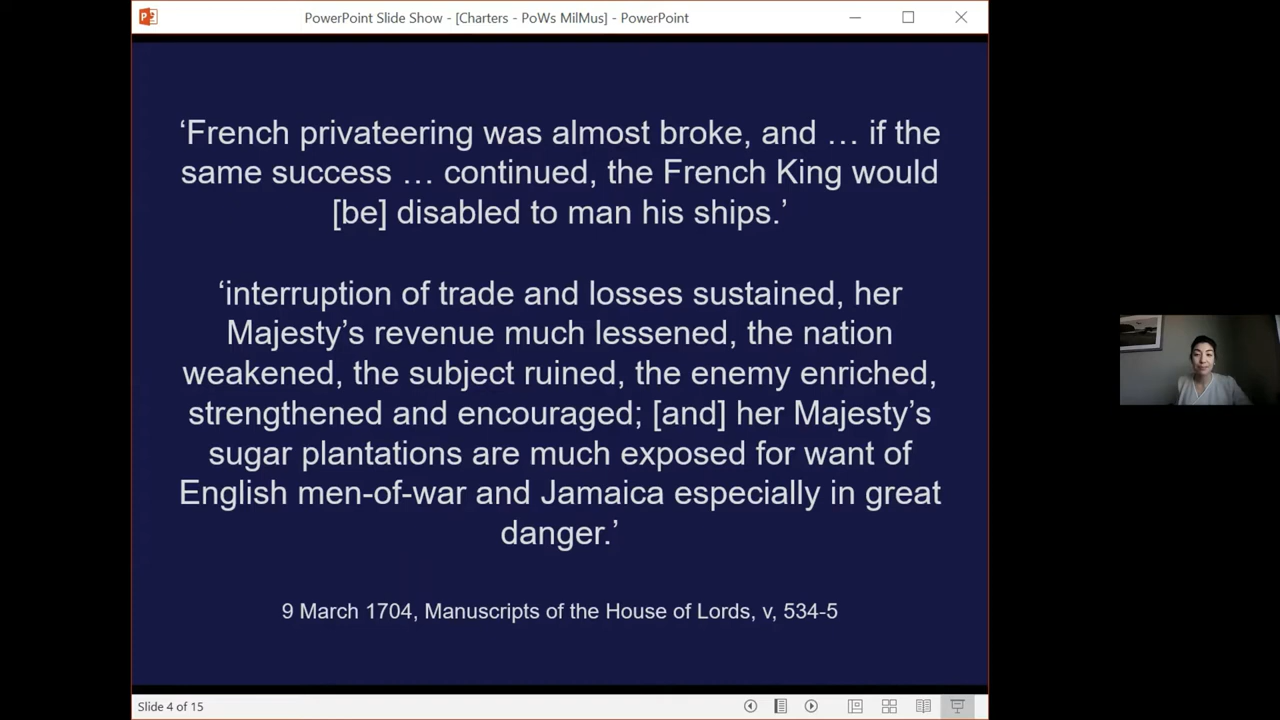 PowerPoint Slide Show - [Charters - PoWs MilMus] - PowerPoint
‘French privateering was almost broke, and … if the
same success … continued, the French King would
[be] disabled to man his ships.’
‘interruption of trade and losses sustained, her
Majesty’s revenue much lessened, the nation
weakened, the subject ruined, the enemy enriched,
strengthened and encouraged; [and] her Majesty’s
sugar plantations are much exposed for want of
English men-of-war and Jamaica especially in great
danger.’
9 March 1704, Manuscripts of the House of Lords, v, 534-5
Slide 4 of 15